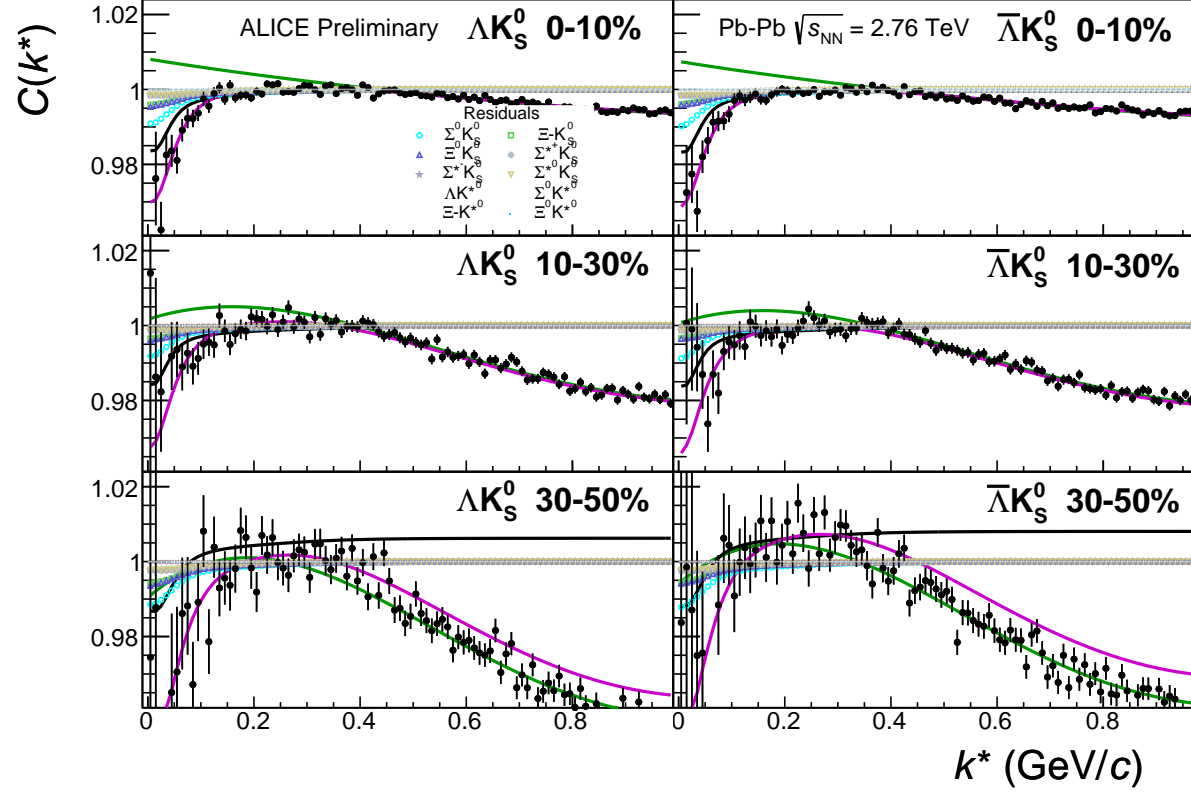 C(k*)
1.02
1
0.98
ALICE Preliminary
ΛK⁰S 0-10%
Residuals
Σ⁰K⁰S
Ξ-K⁰S
Ξ⁰K⁰S
Σ*⁺K⁰S
Σ*⁻K⁰S
Σ*⁰K⁰S
ΛK*⁰
Σ⁰K*⁰
Ξ-K*⁰
Ξ⁰K*⁰
Pb-Pb √sNN = 2.76 TeV
Λ̅K⁰S 0-10%
1.02
1
0.98
ΛK⁰S 10-30%
Λ̅K⁰S 10-30%
1.02
1
0.98
ΛK⁰S 30-50%
Λ̅K⁰S 30-50%
0 0.2 0.4 0.6 0.8
0 0.2 0.4 0.6 0.8
k* (GeV/c)